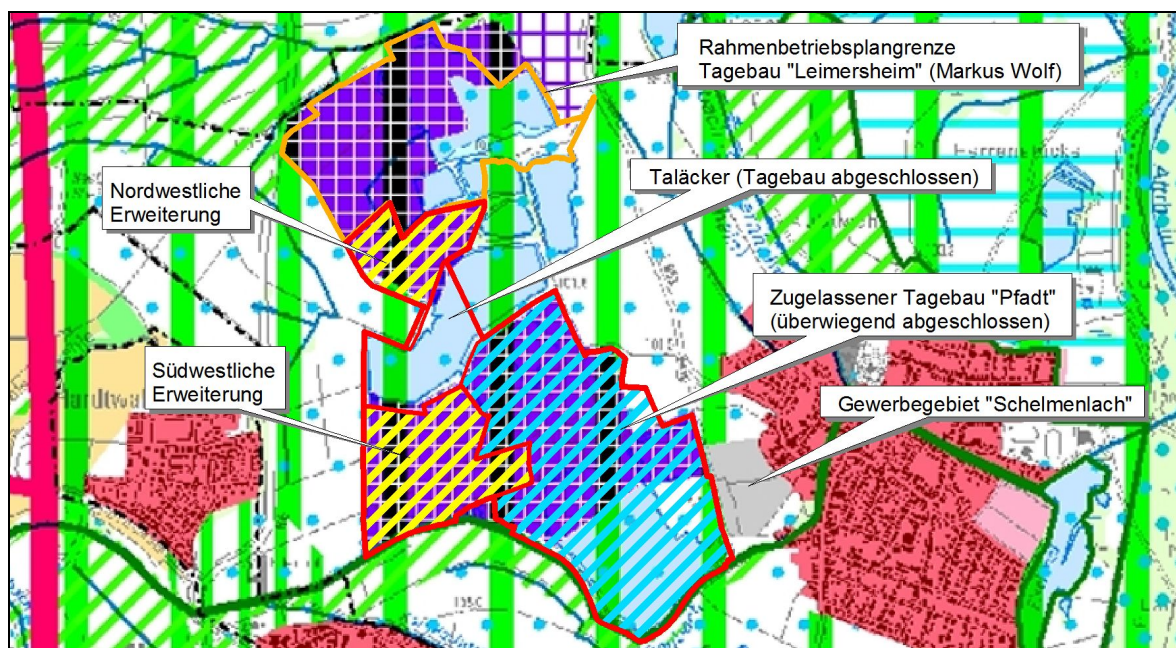 Rahmenbetriebsplangrenze
Tagebau "Leimersheim" (Markus Wolf)
Nordwestliche
Erweiterung
Taläcker (Tagebau abgeschlossen)
Zugelassener Tagebau "Pfadt"
(überwiegend abgeschlossen)
Südwestliche
Erweiterung
Gewerbegebiet "Schelmenlach"